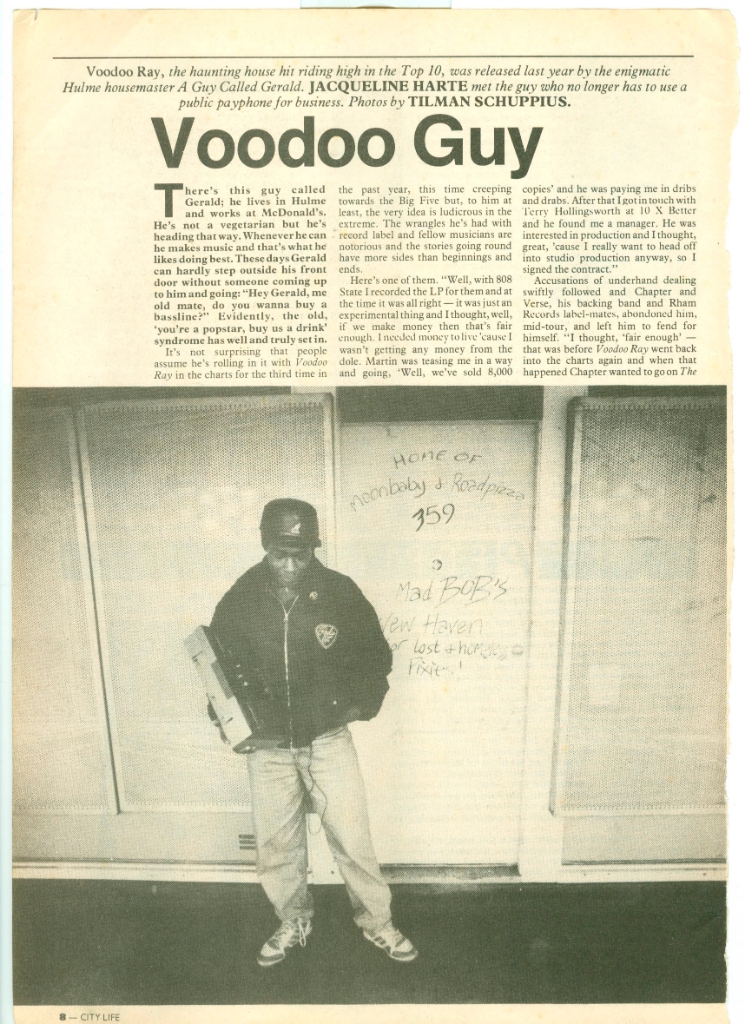 Voodoo Ray, the haunting house hit riding high in the Top 10, was released last year by the enigmatic
Hulme housemaster A Guy Called Gerald. JACQUELINE HARTE met the guy who no longer has to use a
public payphone for business. Photos by TILMAN SCHUPPIUS.
Voodoo Guy
There's this guy called
Gerald; he lives in Hulme
and works at McDonald's.
He's not a vegetarian but he's
heading that way. Whenever he can
he makes music and that's what he
likes doing best. These days Gerald
can hardly step outside his front
door without someone coming up
to him and going: "Hey Gerald, me
old mate, do you wanna buy a
bassline?" Evidently, the old,
'you're a popstar, buy us a drink'
syndrome has well and truly set in.
It's not surprising that people
assume he's rolling in it with Voodoo
Ray in the charts for the third time in
the past year, this time creeping
towards the Big Five but, to him at
least, the very idea is ludicrous in the
extreme. The wrangles he's had with
record label and fellow musicians are
notorious and the stories going round
have more sides than beginnings and
ends.
Here's one of them. "Well, with 808
State I recorded the LP for them and at
the time it was all right — it was just an
experimental thing and I thought, well,
if we make money then that's fair
enough. I needed money to live 'cause I
wasn't getting any money from the
dole. Martin was teasing me in a way
and going, 'Well, we've sold 8,000
copies' and he was paying me in dribs
and drabs. After that I got in touch with
Terry Hollingsworth at 10 X Better
and he found me a manager. He was
interested in production and I thought,
great, 'cause I really want to head off
into studio production anyway, so I
signed the contract."
Accusations of underhand dealing
swiftly followed and Chapter and
Verse, his backing band and Rham
Records label-mates, abondoned him,
mid-tour, and left him to fend for
himself. "I thought, 'fair enough' —
that was before Voodoo Ray went back
into the charts again and when that
happened Chapter wanted to go on The
HOME OF
moonbaby & Roadpizza
359
Mad BOB'S
New Haven
for Lost & homeless
Pixies!
8 — CITY LIFE